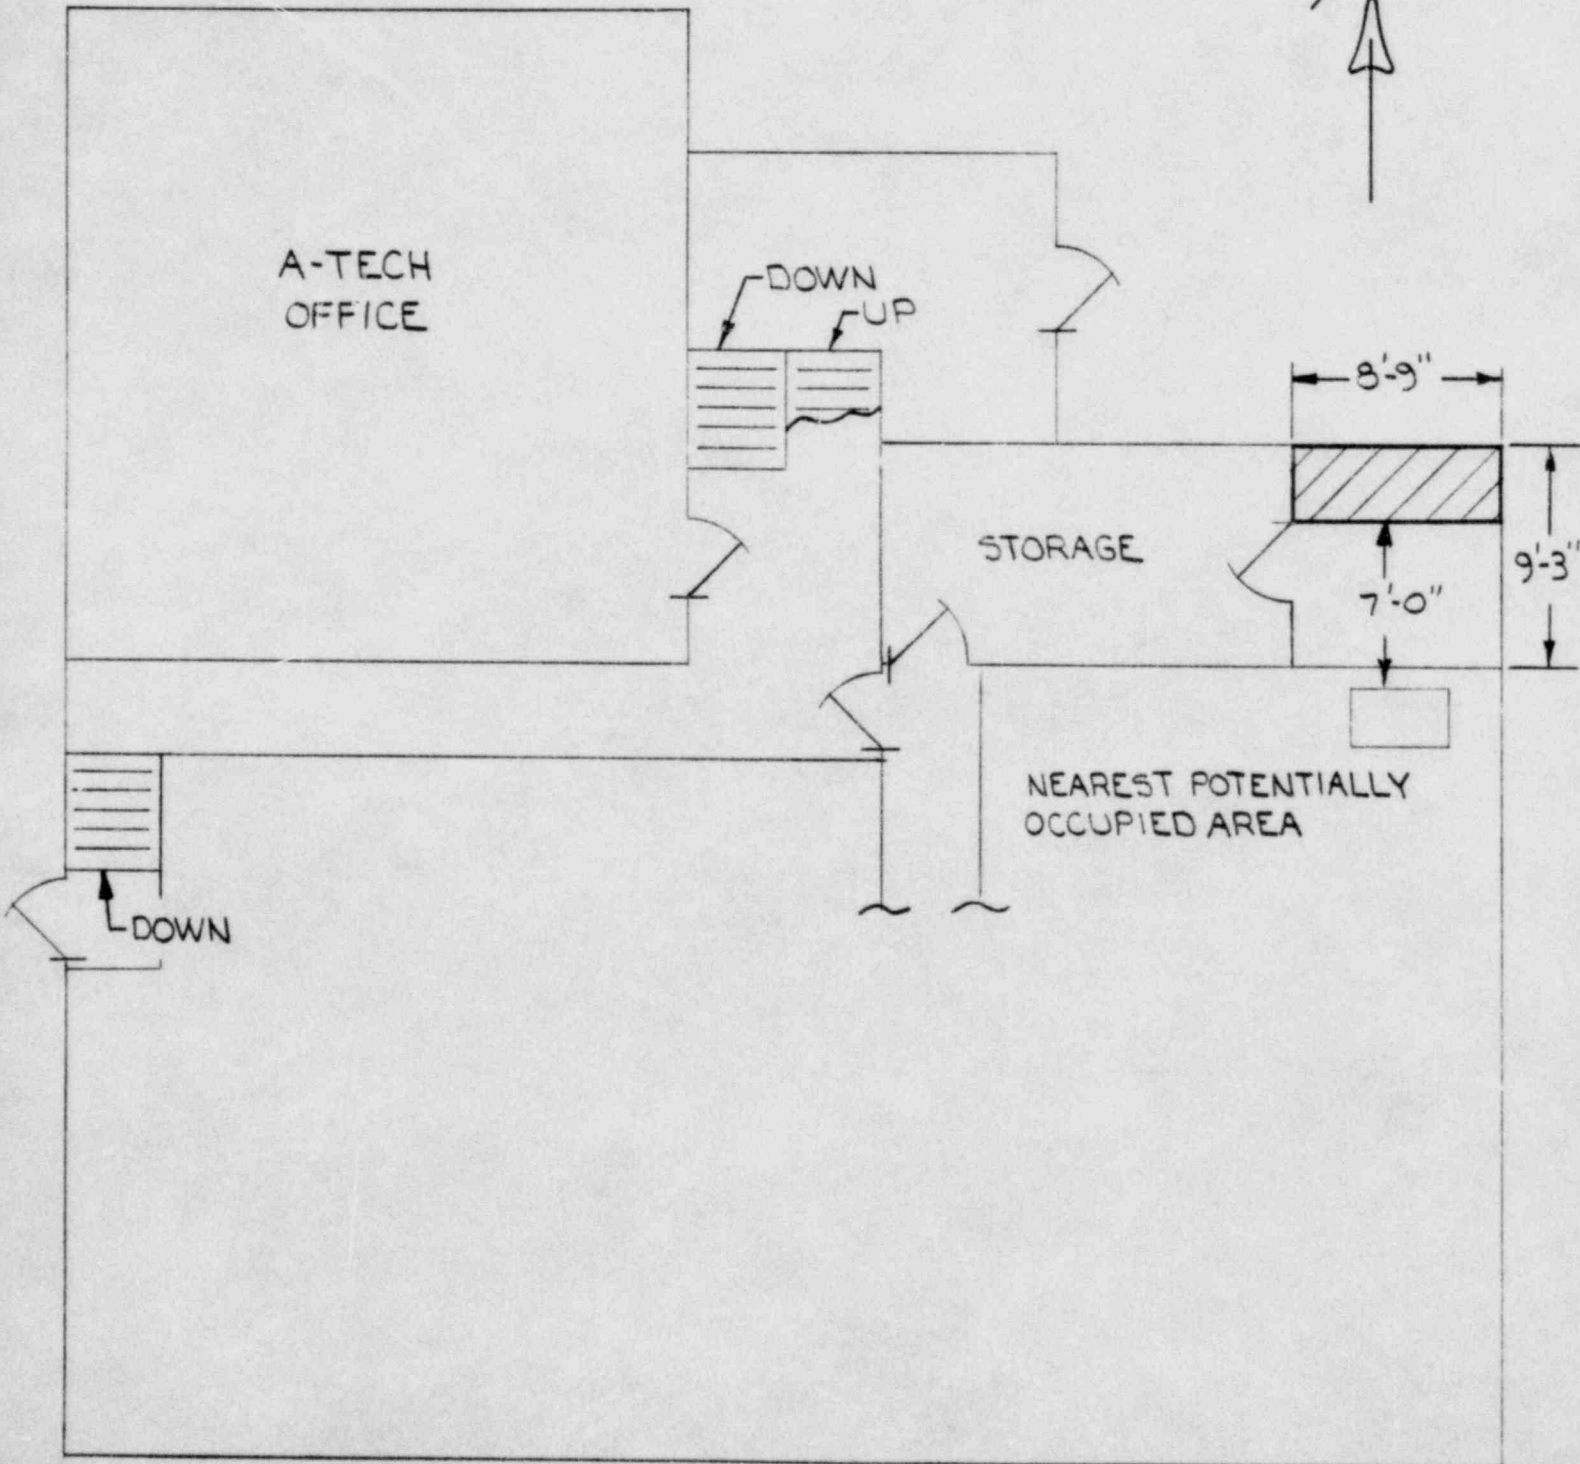 A-TECH
OFFICE
DOWN
UP
8'-9"
STORAGE
9'-3"
7'-0"
NEAREST POTENTIALLY
OCCUPIED AREA
DOWN